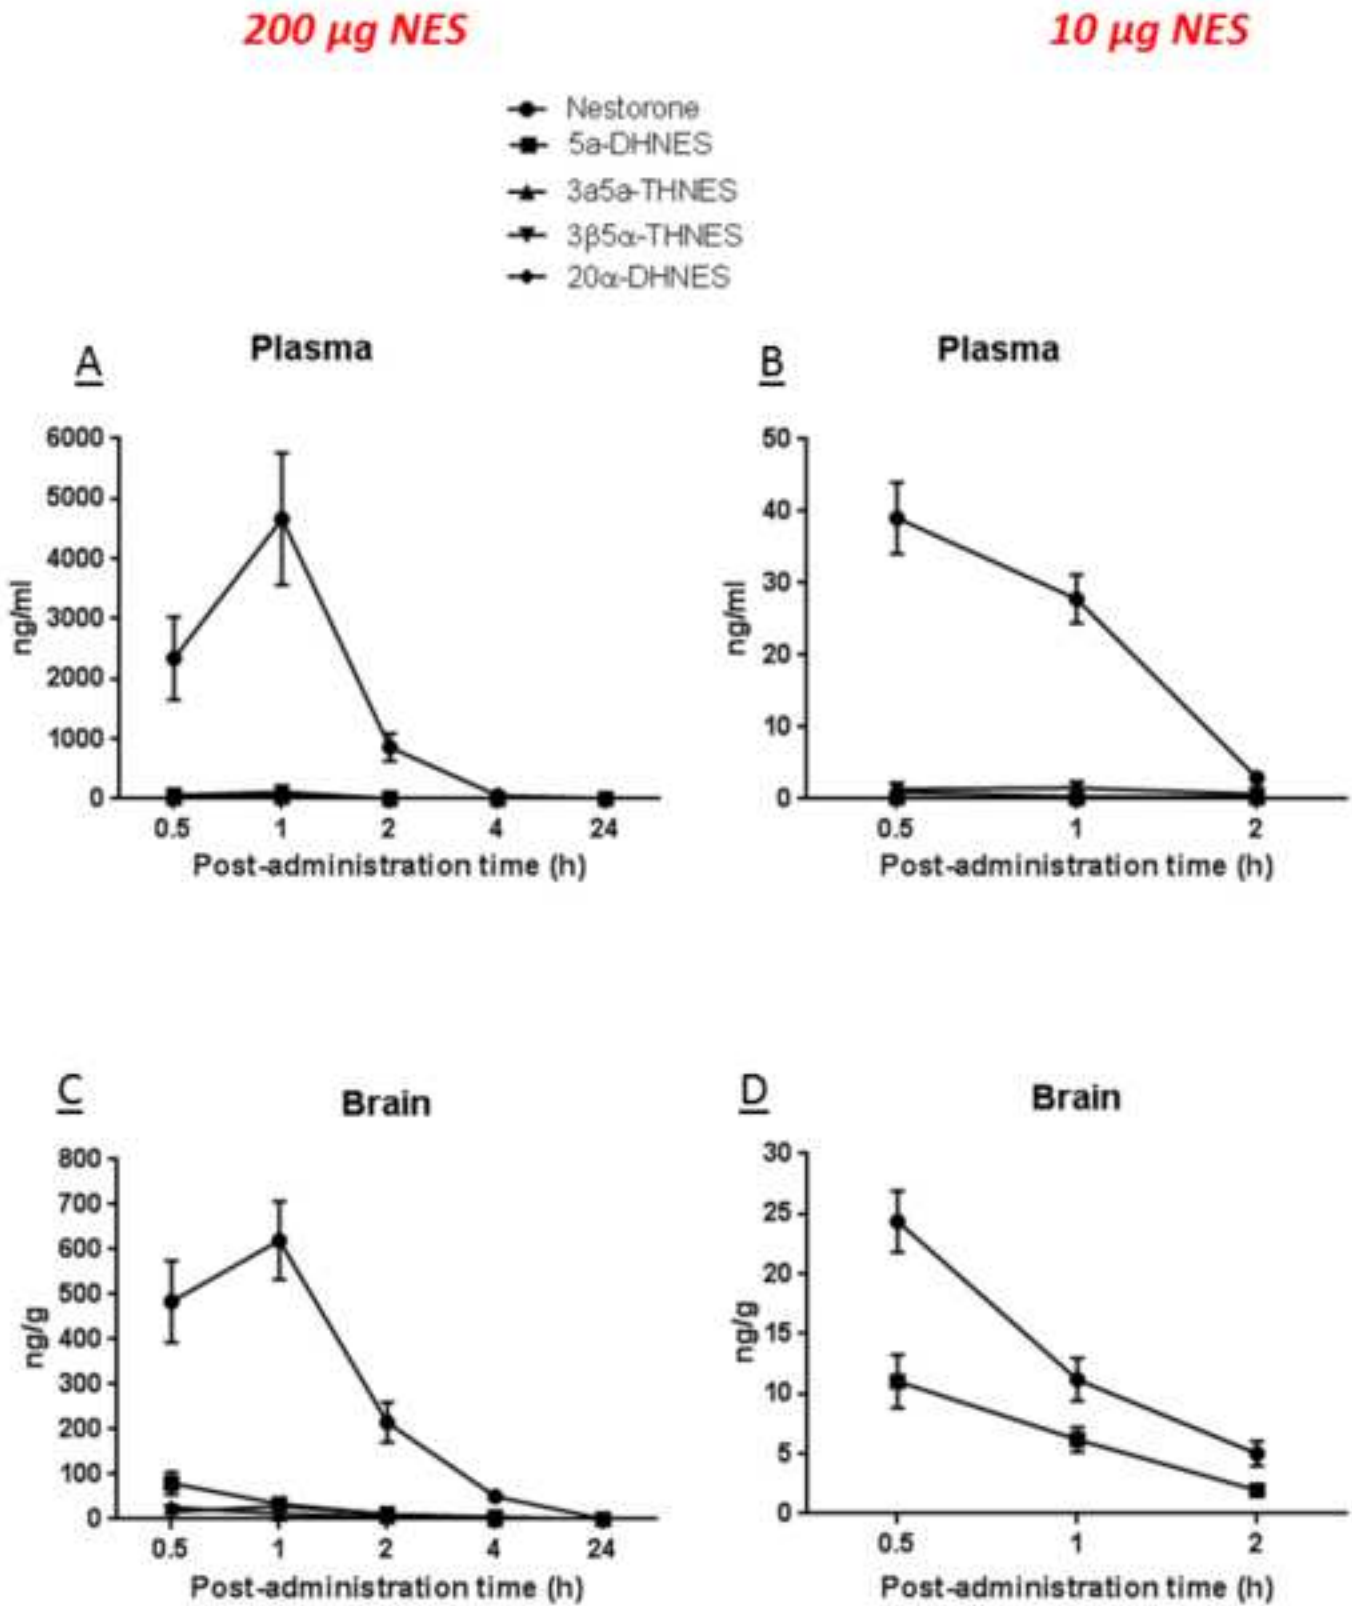 200 µg NES
10 µg NES
Nestorone
5a-DHNES
3a5a-THNES
3β5α-THNES
20α-DHNES
A
Plasma
6000
5000
4000
3000
2000
1000
0
ng/ml
0.5 1 2 4 24
Post-administration time (h)
B
Plasma
50
40
30
20
10
0
ng/ml
0.5 1 2
Post-administration time (h)
C
Brain
800
700
600
500
400
300
200
100
0
ng/g
0.5 1 2 4 24
Post-administration time (h)
D
Brain
30
25
20
15
10
5
0
ng/g
0.5 1 2
Post-administration time (h)